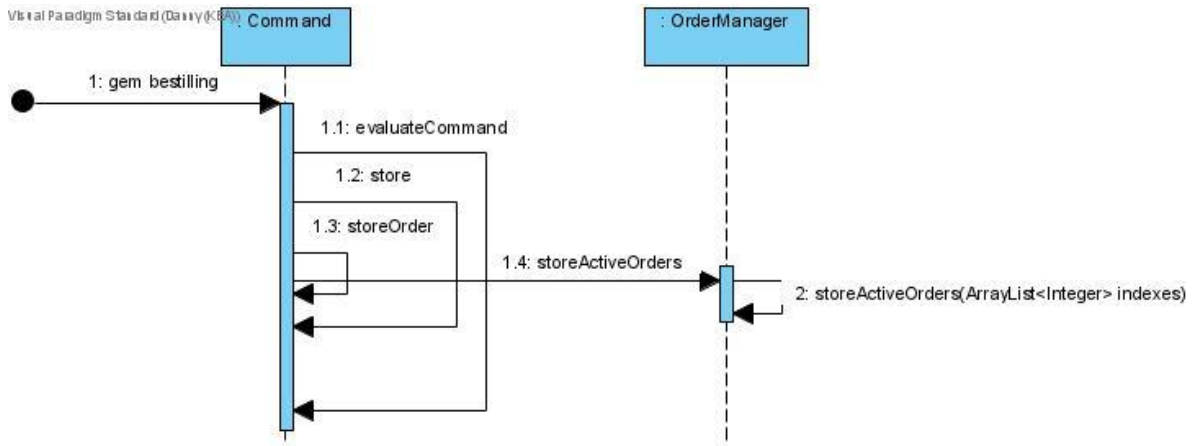 Visual Paradigm Standard (Danny (KEA))
: Command
: OrderManager
1: gem bestilling
1.1: evaluateCommand
1.2: store
1.3: storeOrder
1.4: storeActiveOrders
2: storeActiveOrders(ArrayList<Integer> indexes)